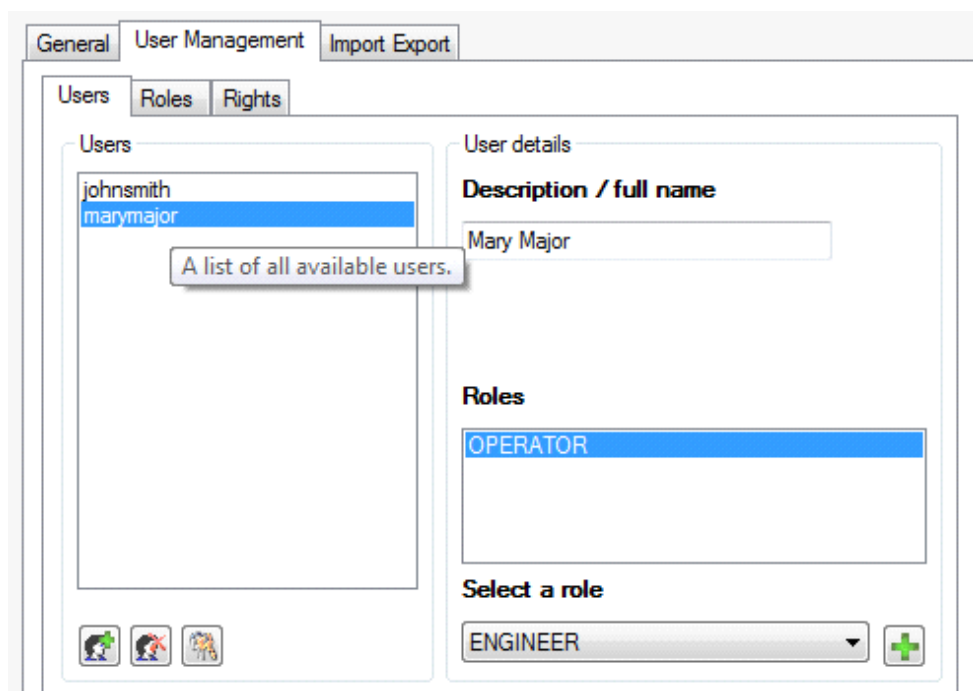 General
User Management
Import Export
Users
Roles
Rights
Users
johnsmith
marymajor
A list of all available users.
User details
Description / full name
Mary Major
Roles
OPERATOR
Select a role
ENGINEER